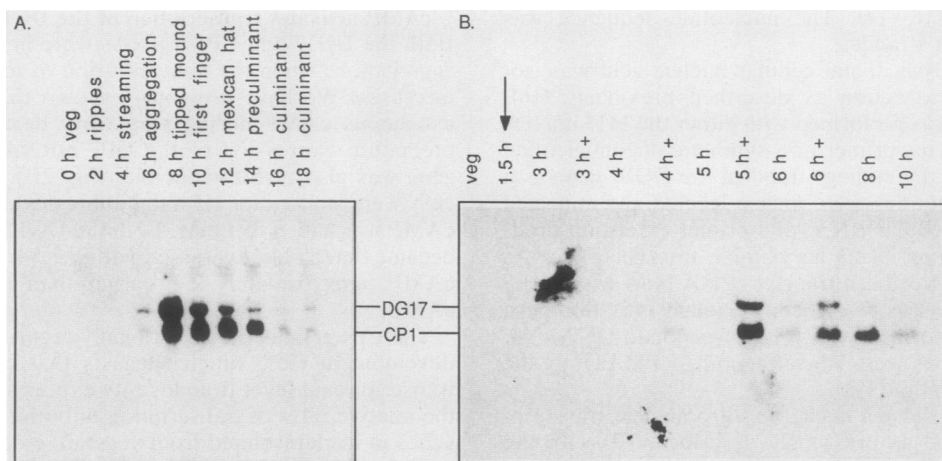 A.
0 h veg
2 h ripples
4 h streaming
6 h aggregation
8 h tipped mound
10 h first finger
12 h mexican hat
14 h preculminant
16 h culminant
18 h culminant
DG17
CP1
B.
veg
1.5 h
3 h
3 h +
4 h
4 h +
5 h
5 h +
6 h
6 h +
8 h
10 h